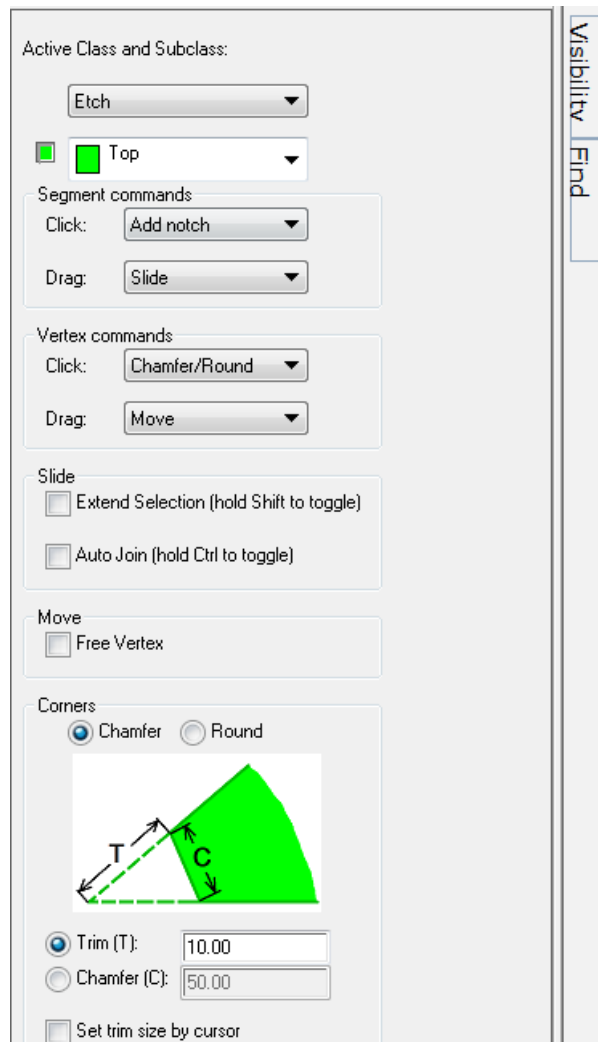 Active Class and Subclass:
Etch
Top
Segment commands
Click: Add notch
Drag: Slide
Vertex commands
Click: Chamfer/Round
Drag: Move
Slide
Extend Selection (hold Shift to toggle)
Auto Join (hold Ctrl to toggle)
Move
Free Vertex
Corners
Chamfer Round
T
C
Trim (T): 10.00
Chamfer (C): 50.00
Set trim size by cursor
Visibility
Find